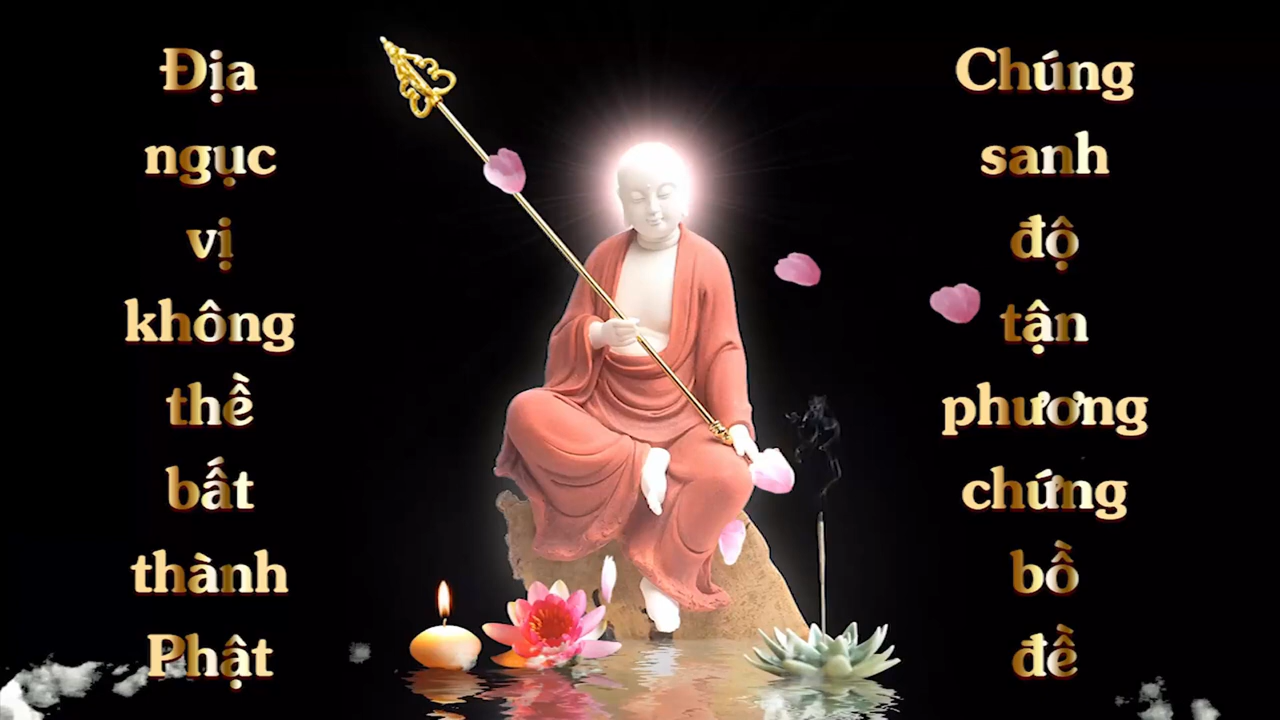 Địa
ngục
vị
không
thề
bất
thành
Phật
Chúng
sanh
độ
tận
phương
chứng
bồ
đề